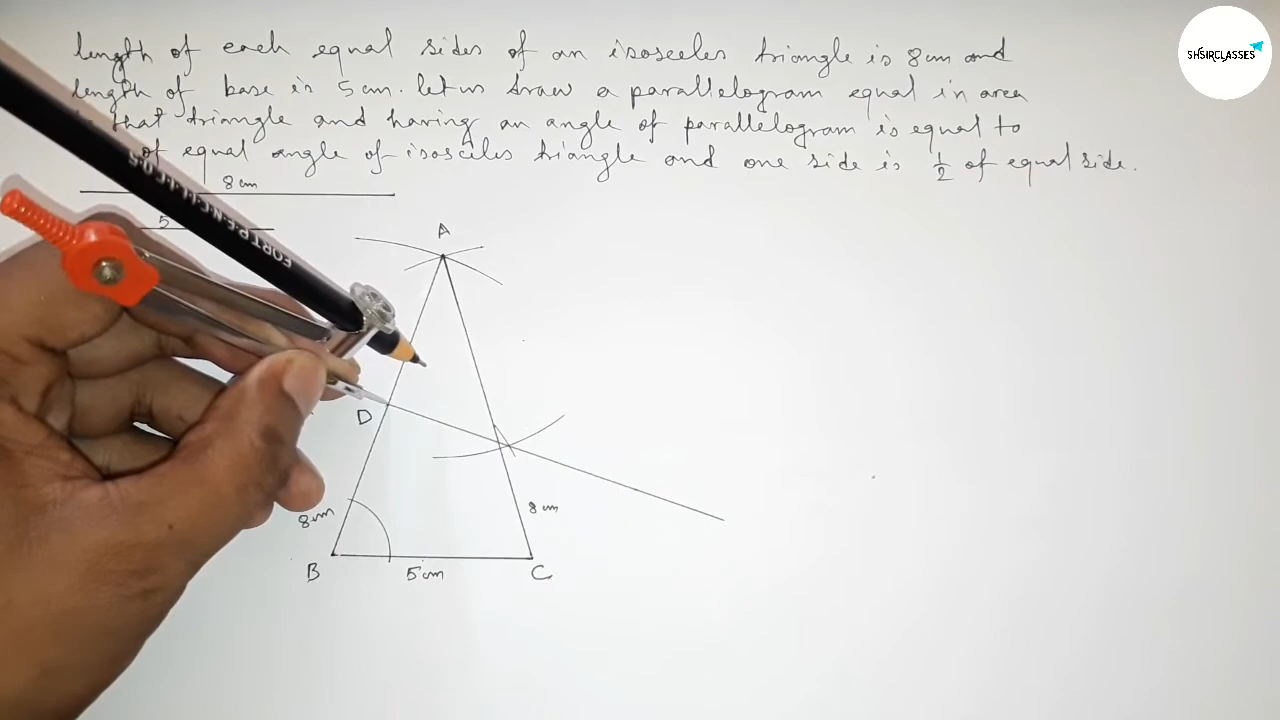 length of each equal sides of an isosceles triangle is 8cm and
length of base is 5cm. let us draw a parallelogram equal in area
that triangle and having an angle of parallelogram is equal to
of equal angle of isosceles triangle and one side is 1/2 of equal side.
8cm
5
SHSIRCLASSES
FORTPENCIL
A
D
8cm
8cm
B
5cm
C